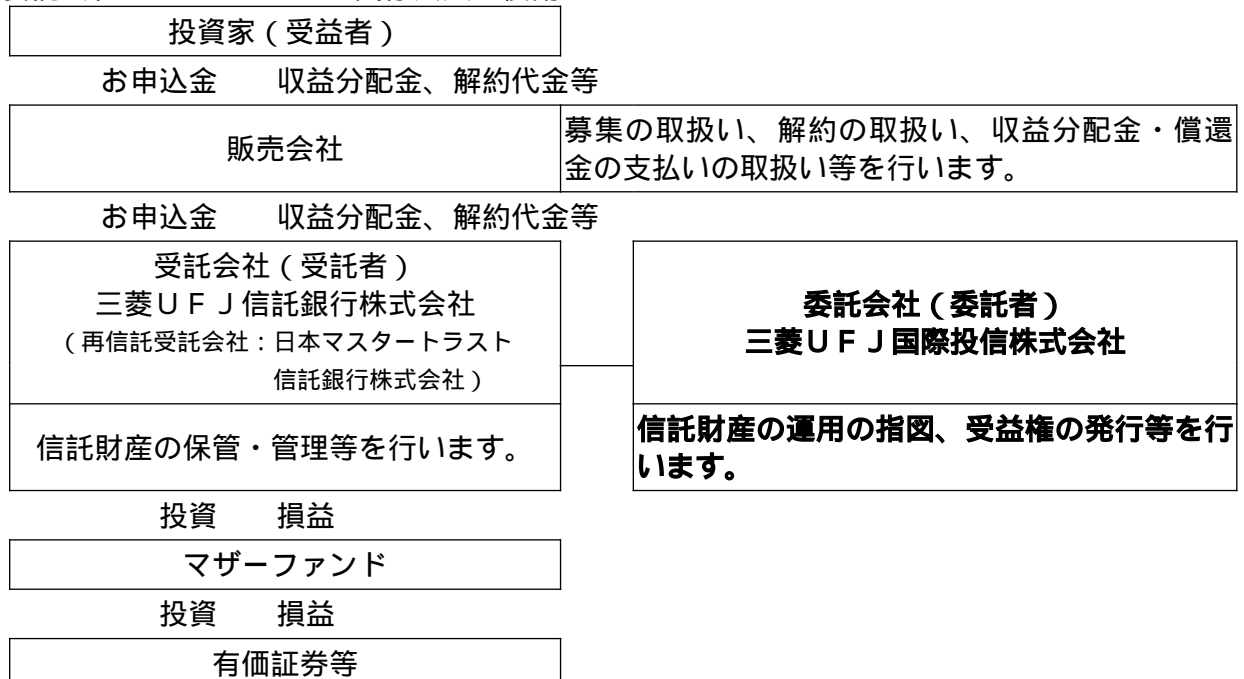 投資家（受益者）
お申込金　　収益分配金、解約代金等
販売会社
募集の取扱い、解約の取扱い、収益分配金・償還
金の支払いの取扱い等を行います。
お申込金　　収益分配金、解約代金等
受託会社（受託者）
三菱ＵＦＪ信託銀行株式会社
（再信託受託会社：日本マスタートラスト
信託銀行株式会社）
信託財産の保管・管理等を行います。
委託会社（委託者）
三菱ＵＦＪ国際投信株式会社
信託財産の運用の指図、受益権の発行等を行
います。
投資　　損益
マザーファンド
投資　　損益
有価証券等